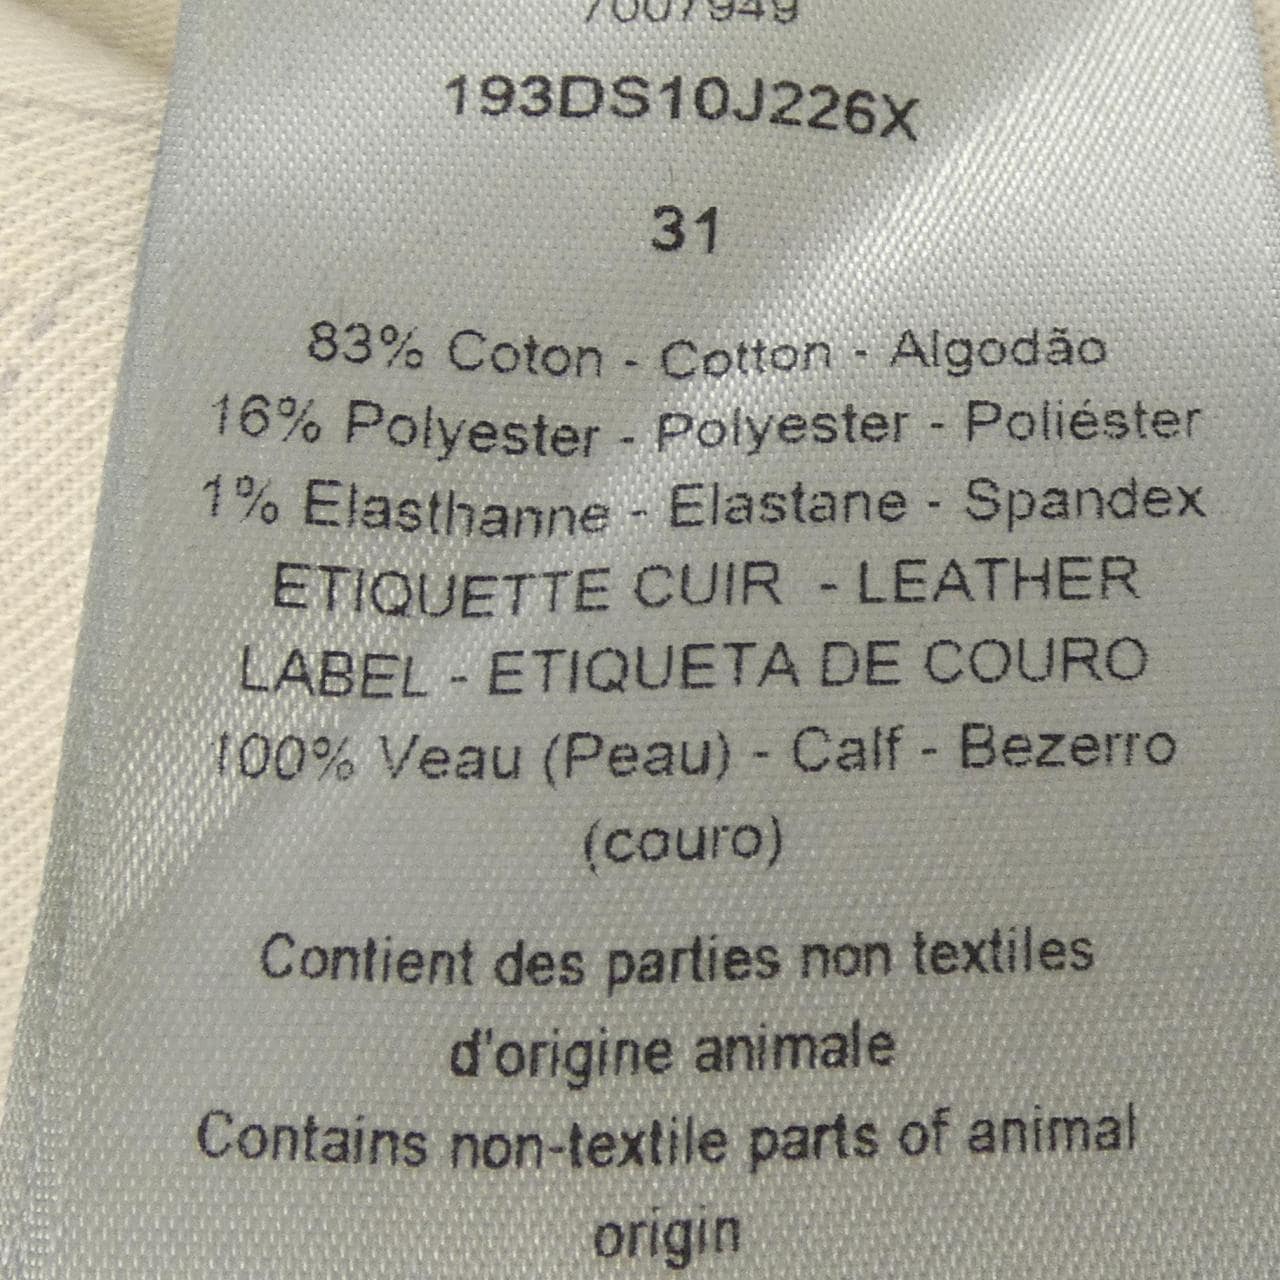 7007949
193DS10J226X
31
83% Coton - Cotton - Algodão
16% Polyester - Polyester - Poliéster
1% Elasthanne - Elastane - Spandex
ETIQUETTE CUIR - LEATHER
LABEL - ETIQUETA DE COURO
100% Veau (Peau) - Calf - Bezerro
(couro)
Contient des parties non textiles
d'origine animale
Contains non-textile parts of animal
origin